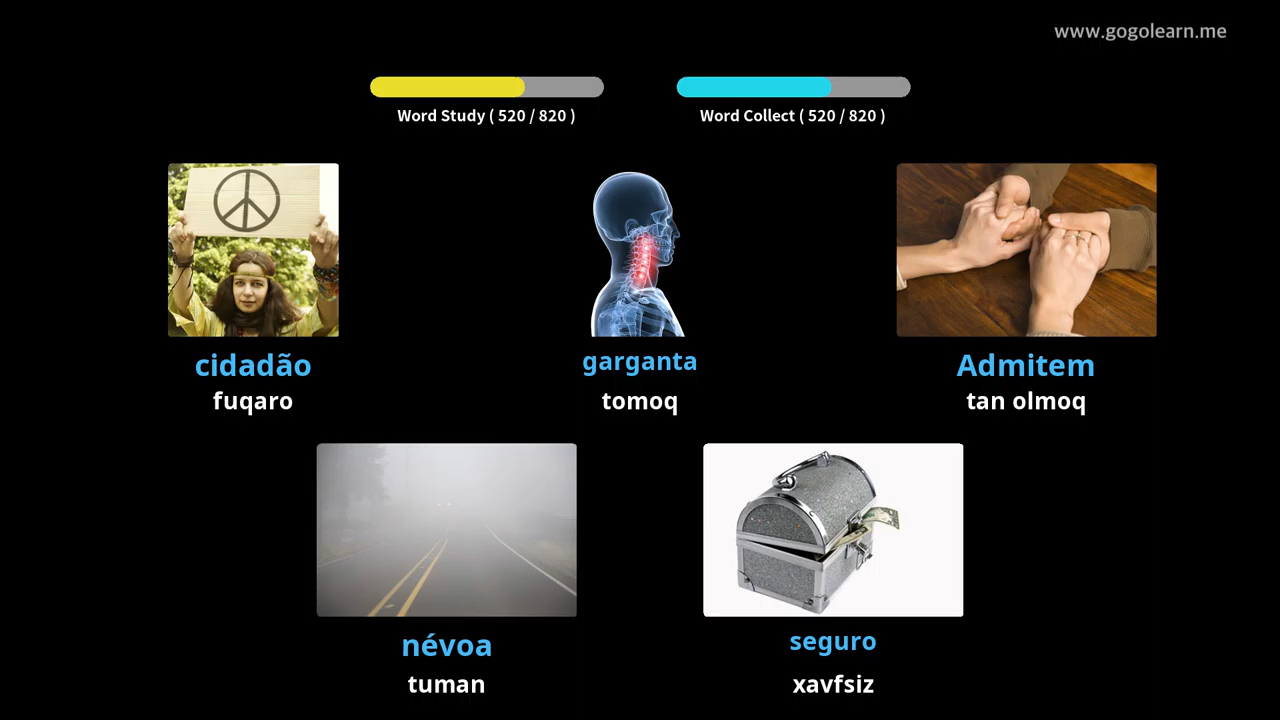 www.gogolearn.me
Word Study ( 520 / 820 )
Word Collect ( 520 / 820 )
cidadão
fuqaro
garganta
tomoq
Admitem
tan olmoq
névoa
tuman
seguro
xavfsiz